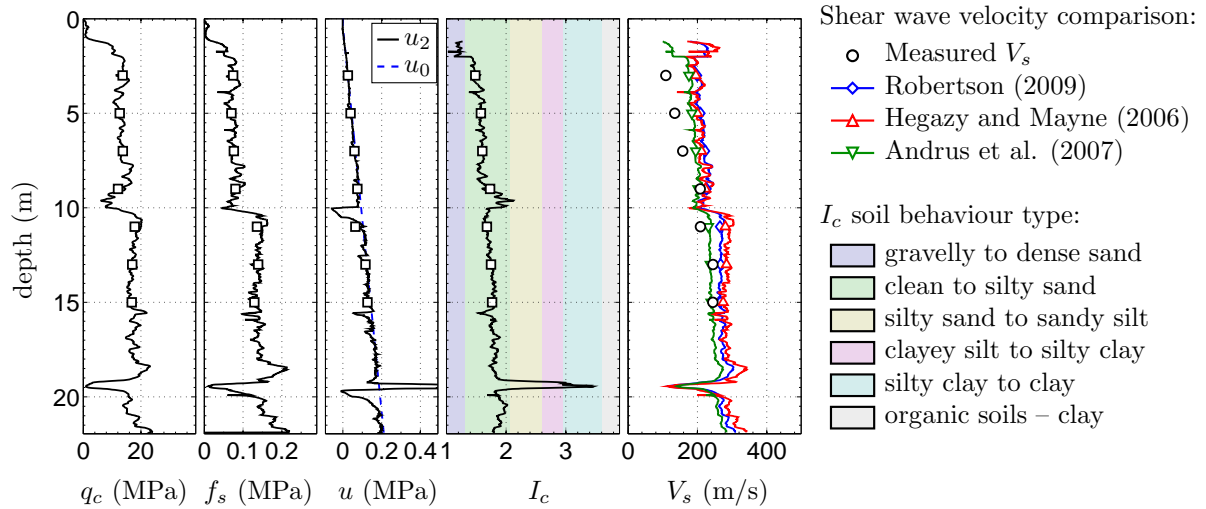 Shear wave velocity comparison:
Measured V_s
Robertson (2009)
Hegazy and Mayne (2006)
Andrus et al. (2007)
I_c soil behaviour type:
gravelly to dense sand
clean to silty sand
silty sand to sandy silt
clayey silt to silty clay
silty clay to clay
organic soils – clay
u_2
u_0
depth (m)
0
5
10
15
20
0 20
0 0.1 0.2
0 0.2 0.4
1 2 3
0 200 400
q_c (MPa)
f_s (MPa)
u (MPa)
I_c
V_s (m/s)